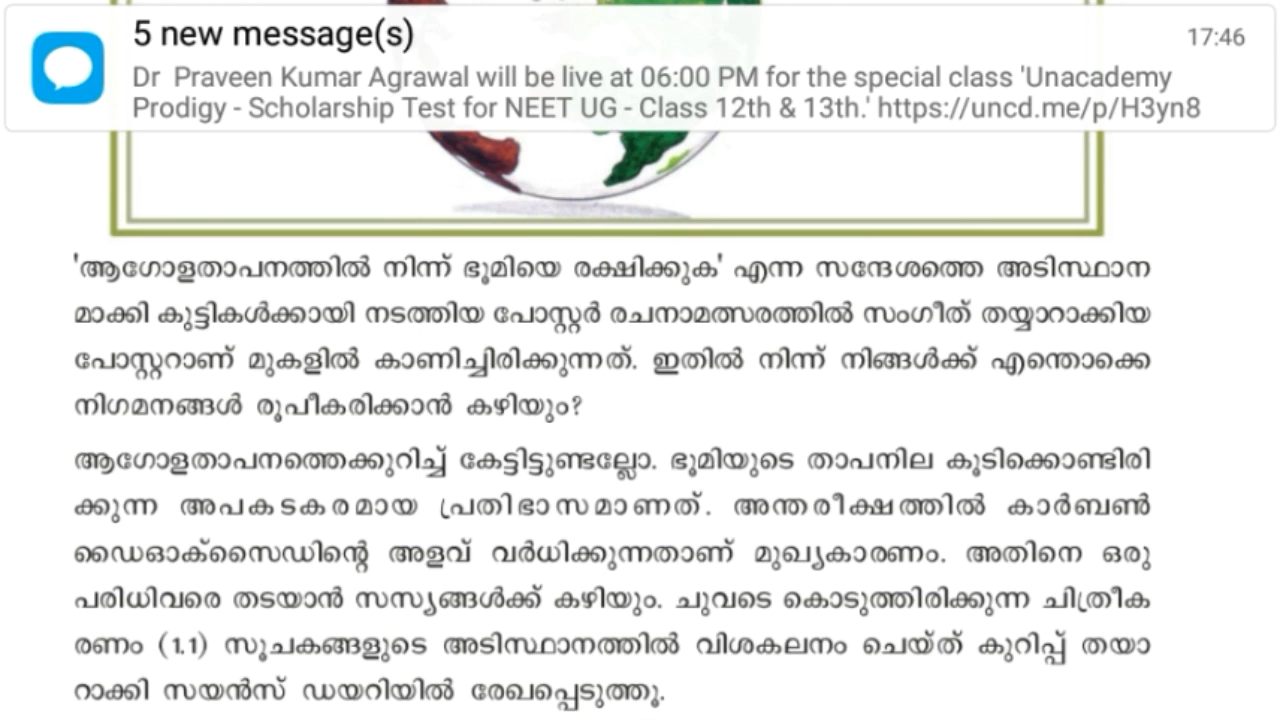 5 new message(s)
17:46
Dr Praveen Kumar Agrawal will be live at 06:00 PM for the special class 'Unacademy
Prodigy - Scholarship Test for NEET UG - Class 12th & 13th.' https://uncd.me/p/H3yn8
'ആഗോളതാപനത്തിൽ നിന്ന് ഭൂമിയെ രക്ഷിക്കുക' എന്ന സന്ദേശത്തെ അടിസ്ഥാന
മാക്കി കുട്ടികൾക്കായി നടത്തിയ പോസ്റ്റർ രചനാമത്സരത്തിൽ സംഗീത് തയ്യാറാക്കിയ
പോസ്റ്ററാണ് മുകളിൽ കാണിച്ചിരിക്കുന്നത്. ഇതിൽ നിന്ന് നിങ്ങൾക്ക് എന്തൊക്കെ
നിഗമനങ്ങൾ രൂപീകരിക്കാൻ കഴിയും?
ആഗോളതാപനത്തെക്കുറിച്ച് കേട്ടിട്ടുണ്ടല്ലോ. ഭൂമിയുടെ താപനില കൂടിക്കൊണ്ടിരി
ക്കുന്ന അപകടകരമായ പ്രതിഭാസമാണത്. അന്തരീക്ഷത്തിൽ കാർബൺ
ഡൈഓക്സൈഡിന്റെ അളവ് വർധിക്കുന്നതാണ് മുഖ്യകാരണം. അതിനെ ഒരു
പരിധിവരെ തടയാൻ സസ്യങ്ങൾക്ക് കഴിയും. ചുവടെ കൊടുത്തിരിക്കുന്ന ചിത്രീക
രണം (1.1) സൂചകങ്ങളുടെ അടിസ്ഥാനത്തിൽ വിശകലനം ചെയ്ത് കുറിപ്പ് തയാ
റാക്കി സയൻസ് ഡയറിയിൽ രേഖപ്പെടുത്തൂ.